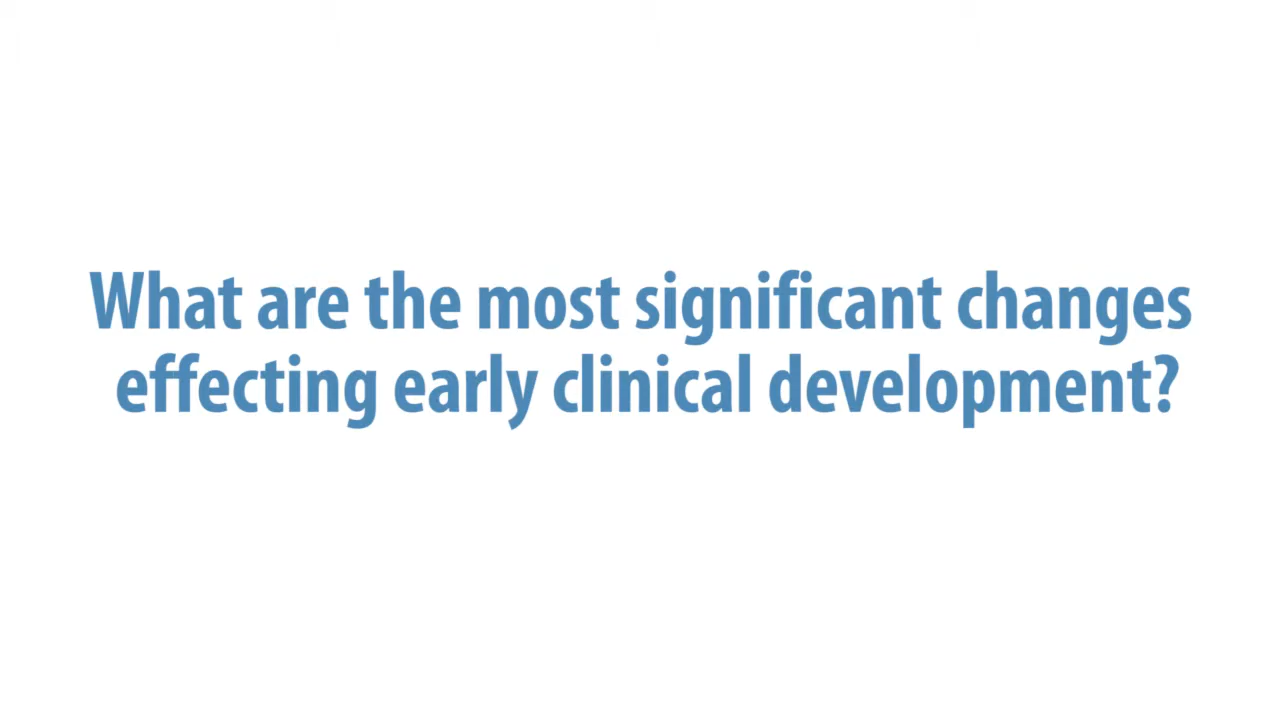 What are the most significant changes
effecting early clinical development?